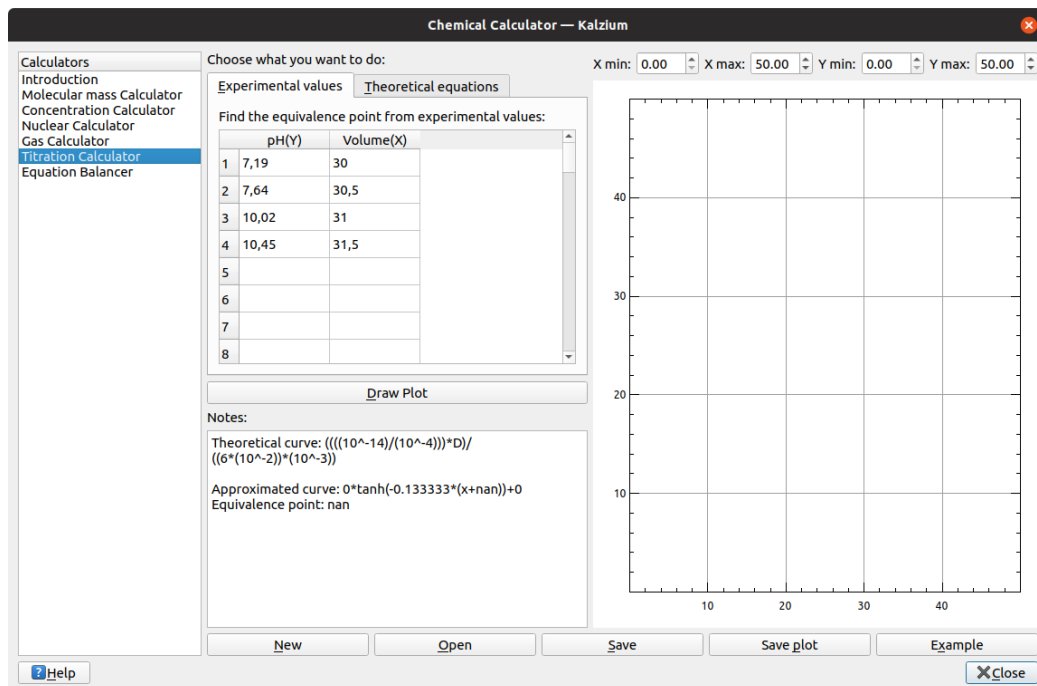 Chemical Calculator — Kalzium
Calculators
Introduction
Molecular mass Calculator
Concentration Calculator
Nuclear Calculator
Gas Calculator
Titration Calculator
Equation Balancer
Choose what you want to do:
Experimental values
Theoretical equations
Find the equivalence point from experimental values:
pH(Y) Volume(X)
1 7,19 30
2 7,64 30,5
3 10,02 31
4 10,45 31,5
5
6
7
8
Draw Plot
Notes:
Theoretical curve: ((((10^-14)/(10^-4)))*D)/
((6*(10^-2))*(10^-3))
Approximated curve: 0*tanh(-0.133333*(x+nan))+0
Equivalence point: nan
X min: 0.00 X max: 50.00 Y min: 0.00 Y max: 50.00
40
30
20
10
10 20 30 40
New Open Save Save plot Example
? Help
Close